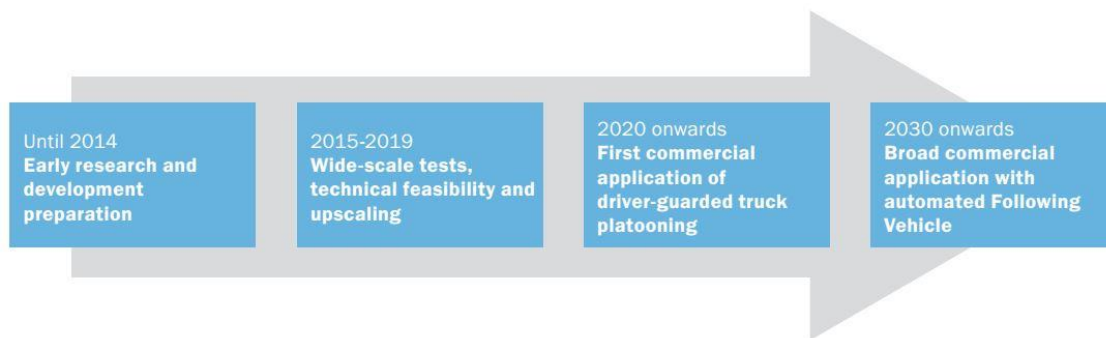 Until 2014
Early research and
development
preparation
2015-2019
Wide-scale tests,
technical feasibility and
upscaling
2020 onwards
First commercial
application of
driver-guarded truck
platooning
2030 onwards
Broad commercial
application with
automated Following
Vehicle